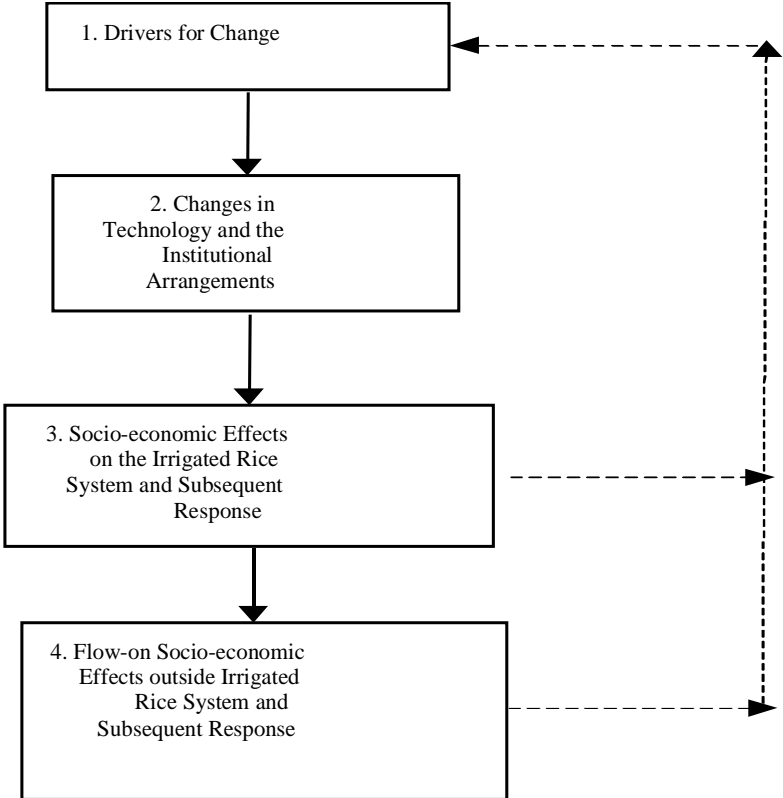 1. Drivers for Change
2. Changes in
Technology and the
Institutional
Arrangements
3. Socio-economic Effects
on the Irrigated Rice
System and Subsequent
Response
4. Flow-on Socio-economic
Effects outside Irrigated
Rice System and
Subsequent Response